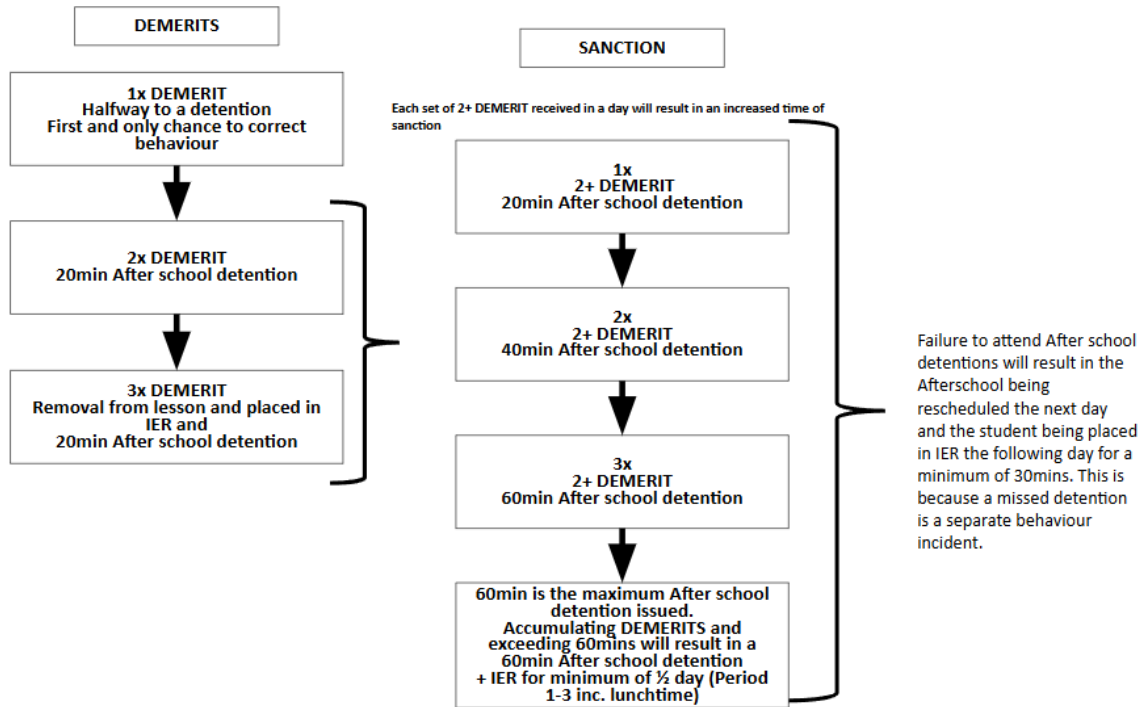 DEMERITS
1x DEMERIT
Halfway to a detention
First and only chance to correct
behaviour
2x DEMERIT
20min After school detention
3x DEMERIT
Removal from lesson and placed in
IER and
20min After school detention
SANCTION
Each set of 2+ DEMERIT received in a day will result in an increased time of
sanction
1x
2+ DEMERIT
20min After school detention
2x
2+ DEMERIT
40min After school detention
3x
2+ DEMERIT
60min After school detention
60min is the maximum After school
detention issued.
Accumulating DEMERITS and
exceeding 60mins will result in a
60min After school detention
+ IER for minimum of ½ day (Period
1-3 inc. lunchtime)
Failure to attend After school
detentions will result in the
Afterschool being
rescheduled the next day
and the student being placed
in IER the following day for a
minimum of 30mins. This is
because a missed detention
is a separate behaviour
incident.